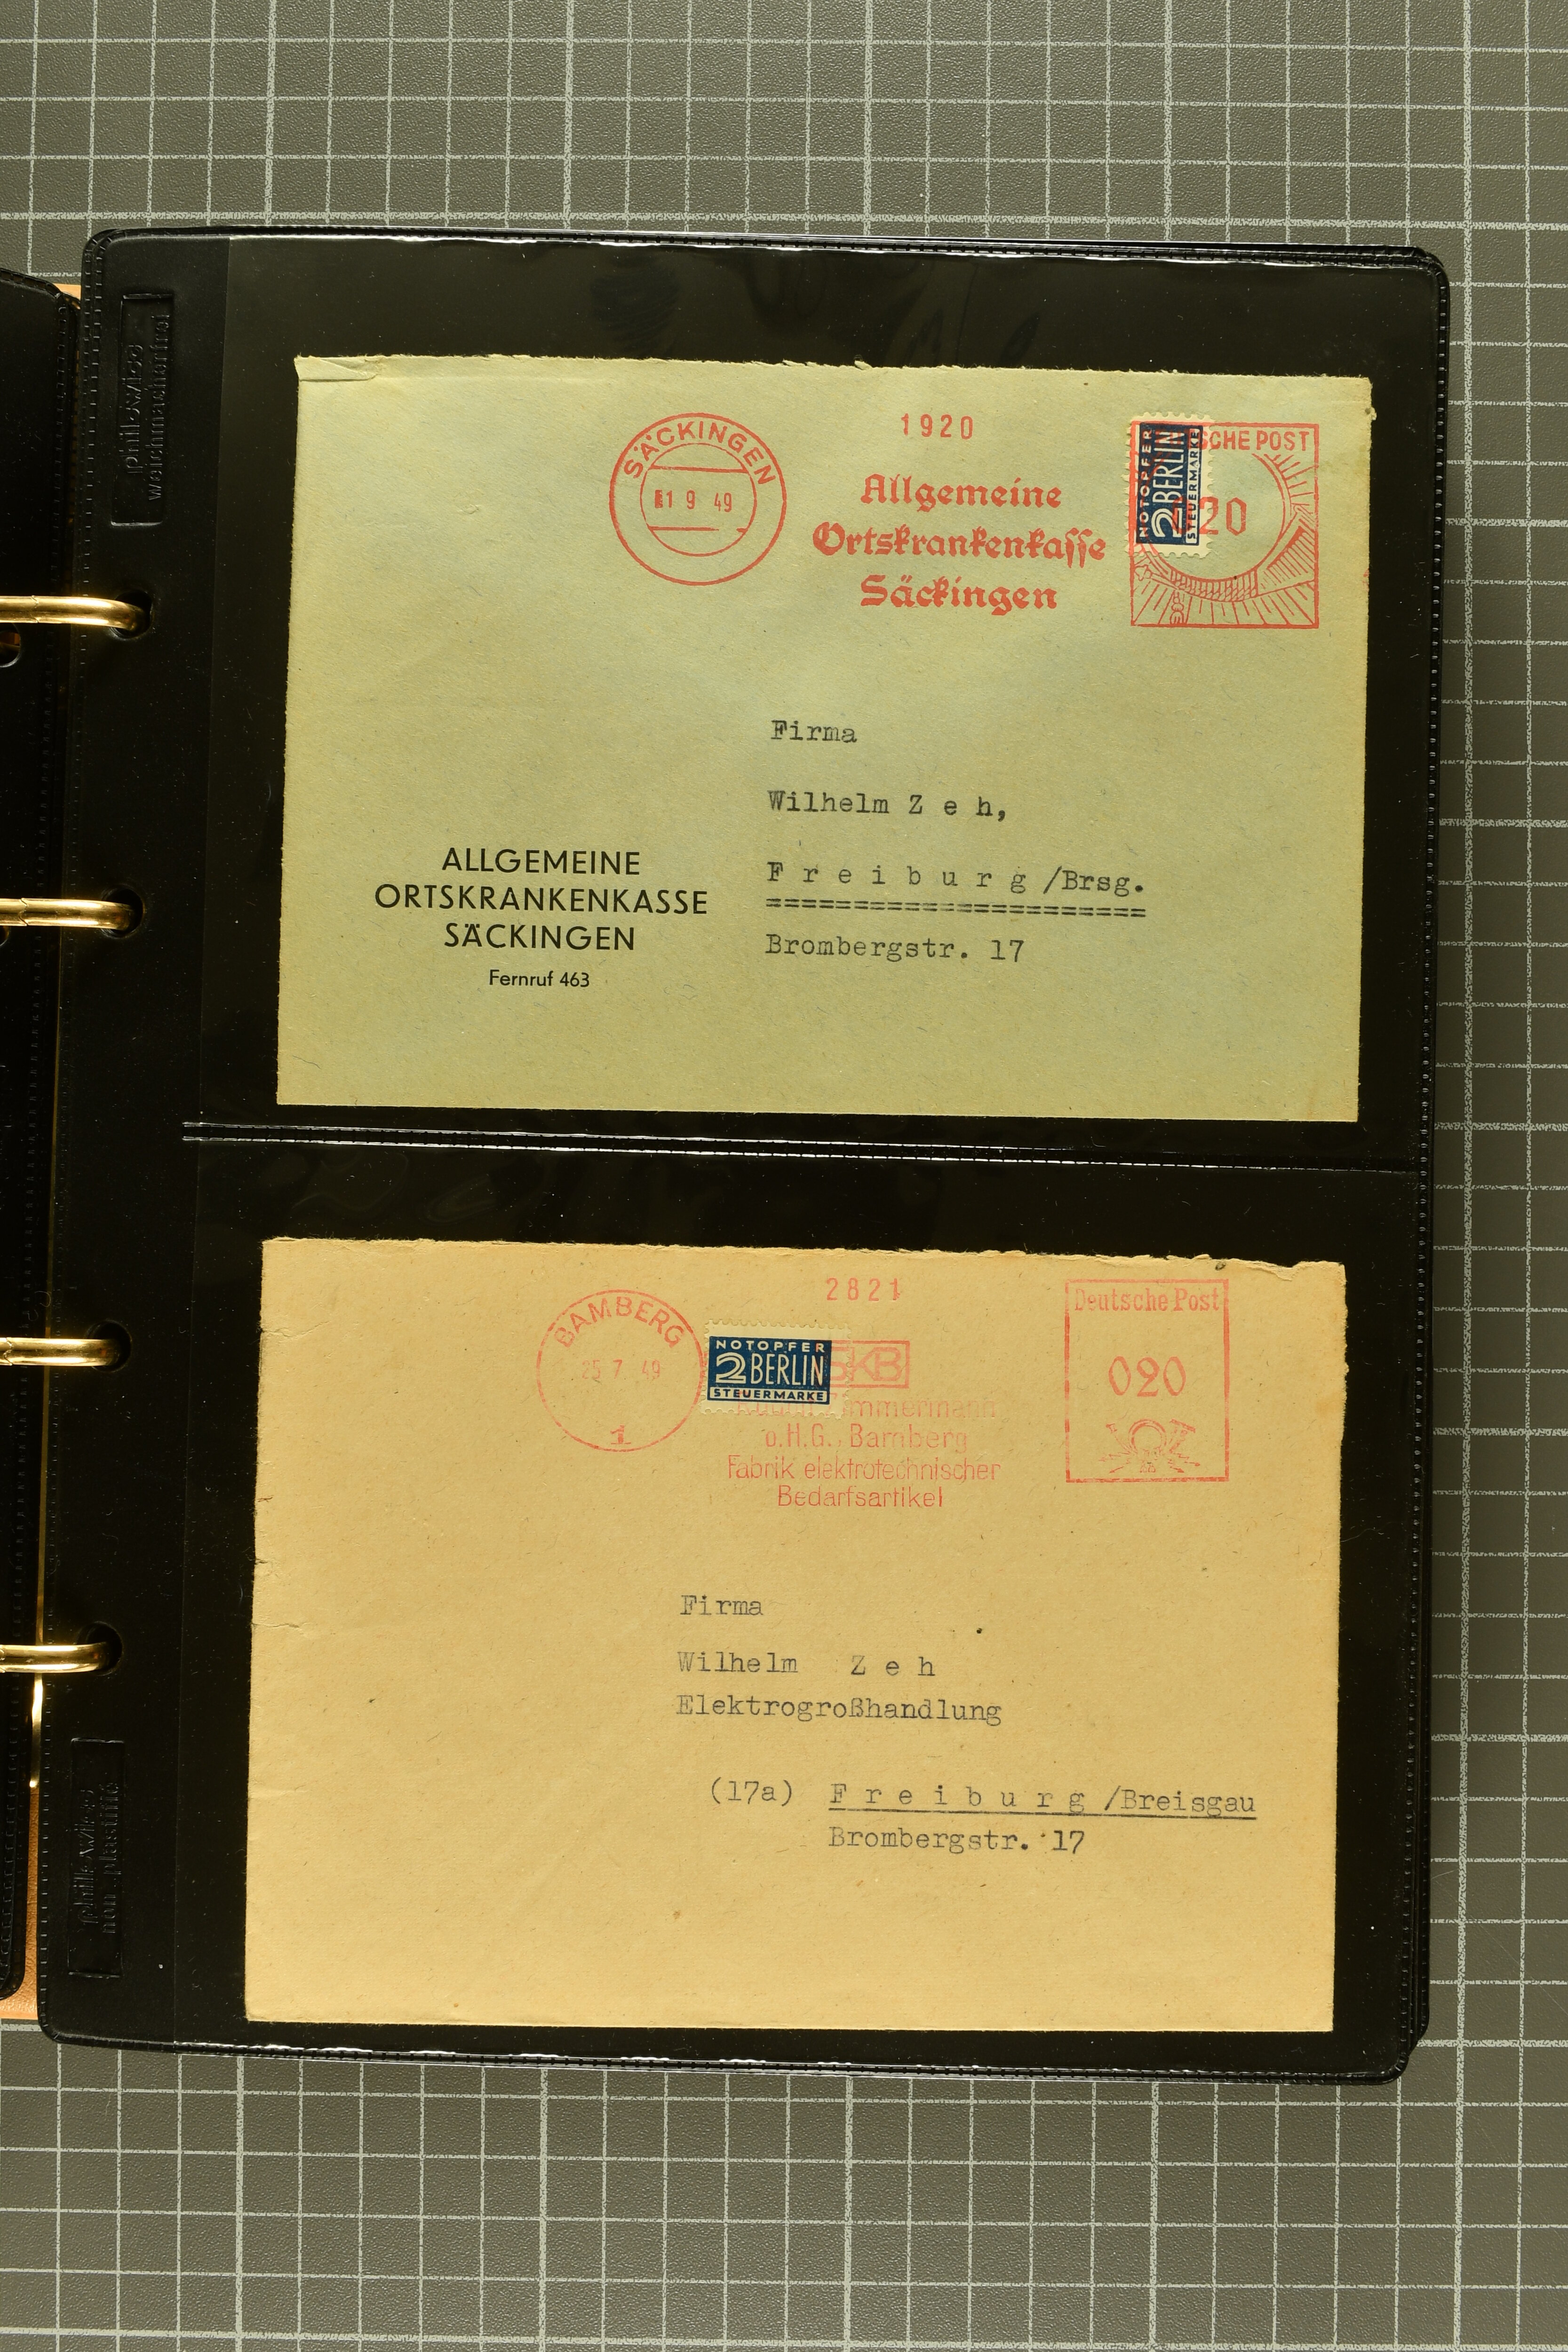 SÄCKINGEN
1 9 49
1920
Allgemeine
Ortskrankenkasse
Säckingen
SCHE POST
20
NOTOPFER
2 BERLIN
STEUERMARKE
Firma
Wilhelm Z e h,
F r e i b u r g /Brsg.
======================
Brombergstr. 17
ALLGEMEINE
ORTSKRANKENKASSE
SÄCKINGEN
Fernruf 463
BAMBERG
25 7 49
1
2821
NOTOPFER
2 BERLIN
STEUERMARKE
SKB
mmermann
o.H.G., Bamberg
Fabrik elektrotechnischer
Bedarfsartikel
Deutsche Post
020
Firma
Wilhelm Z e h
Elektrogroßhandlung
(17a) F r e i b u r g /Breisgau
Brombergstr. 17